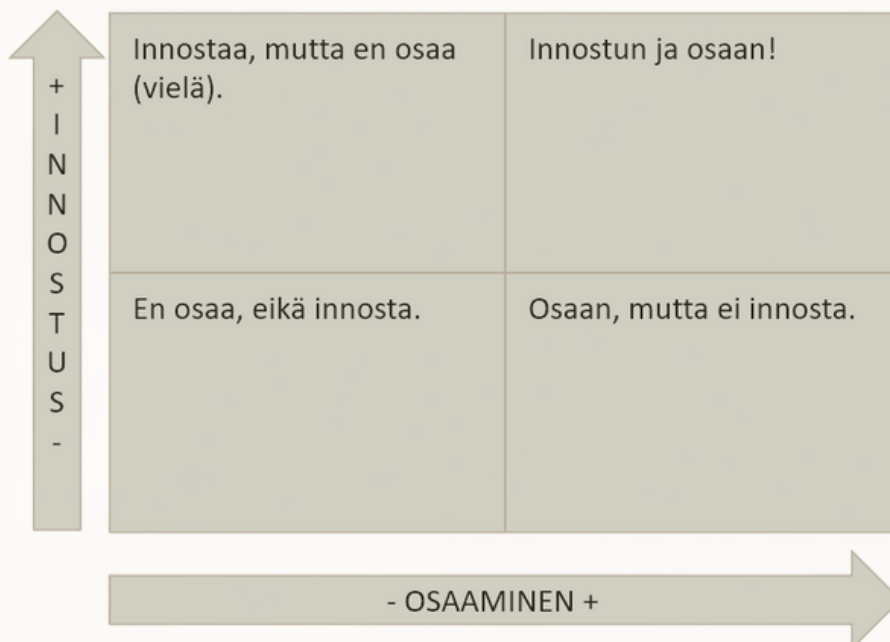 +
I
N
N
O
S
T
U
S
-
Innostaa, mutta en osaa
(vielä).
Innostun ja osaan!
En osaa, eikä innosta.
Osaan, mutta ei innosta.
- OSAAMINEN +